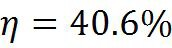 η = 40.6%